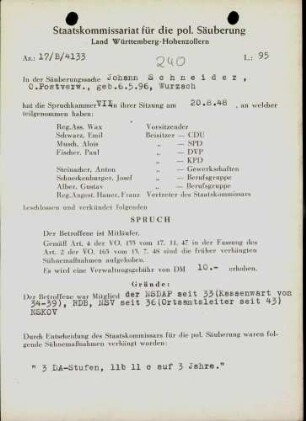 Staatskommissariat für die pol. Säuberung
Land Württemberg-Hohenzollern
Az.: 17/B/4133
240
L.: 95
In der Säuberungssache Johann Schneider,
O.Postverw., geb.6.5.96, Wurzach
hat die Spruchkammer VII in ihrer Sitzung am 20.8.48, an welcher
teilgenommen haben:
Reg.Ass. Wax Vorsitzender
Schwarz, Emil Beisitzer — CDU
Musch, Alois „ — SPD
Fischer, Paul „ — DVP
„ — KPD
Steinacher, Anton „ — Gewerkschaften
Schneckenburger, Josef „ — Berufsgruppe
Alber, Gustav „ — Berufsgruppe
Reg.August. Hauer, Franz Vertreter des Staatskommissars
beschlossen und verkündet folgenden
SPRUCH
Der Betroffene ist Mitläufer.
Gemäß Art. 4 der VO. 133 vom 17. 11. 47 in der Fassung des
Art. 2 der VO. 165 vom 15. 7. 48 sind die früher verhängten
Sühnemaßnahmen aufgehoben.
Es wird eine Verwaltungsgebühr von DM 10.- erhoben.
Gründe:
Der Betroffene war Mitglied der NSDAP seit 33(Kassenwart von
34-39), RDB, NSV seit 36(Ortsamtsleiter seit 43)
NSKOV
Durch Entscheidung des Staatskommissars für die pol. Säuberung waren fol-
gende Sühnemaßnahmen verhängt worden:
" 3 DA-Stufen, 11b 11 c auf 3 Jahre."